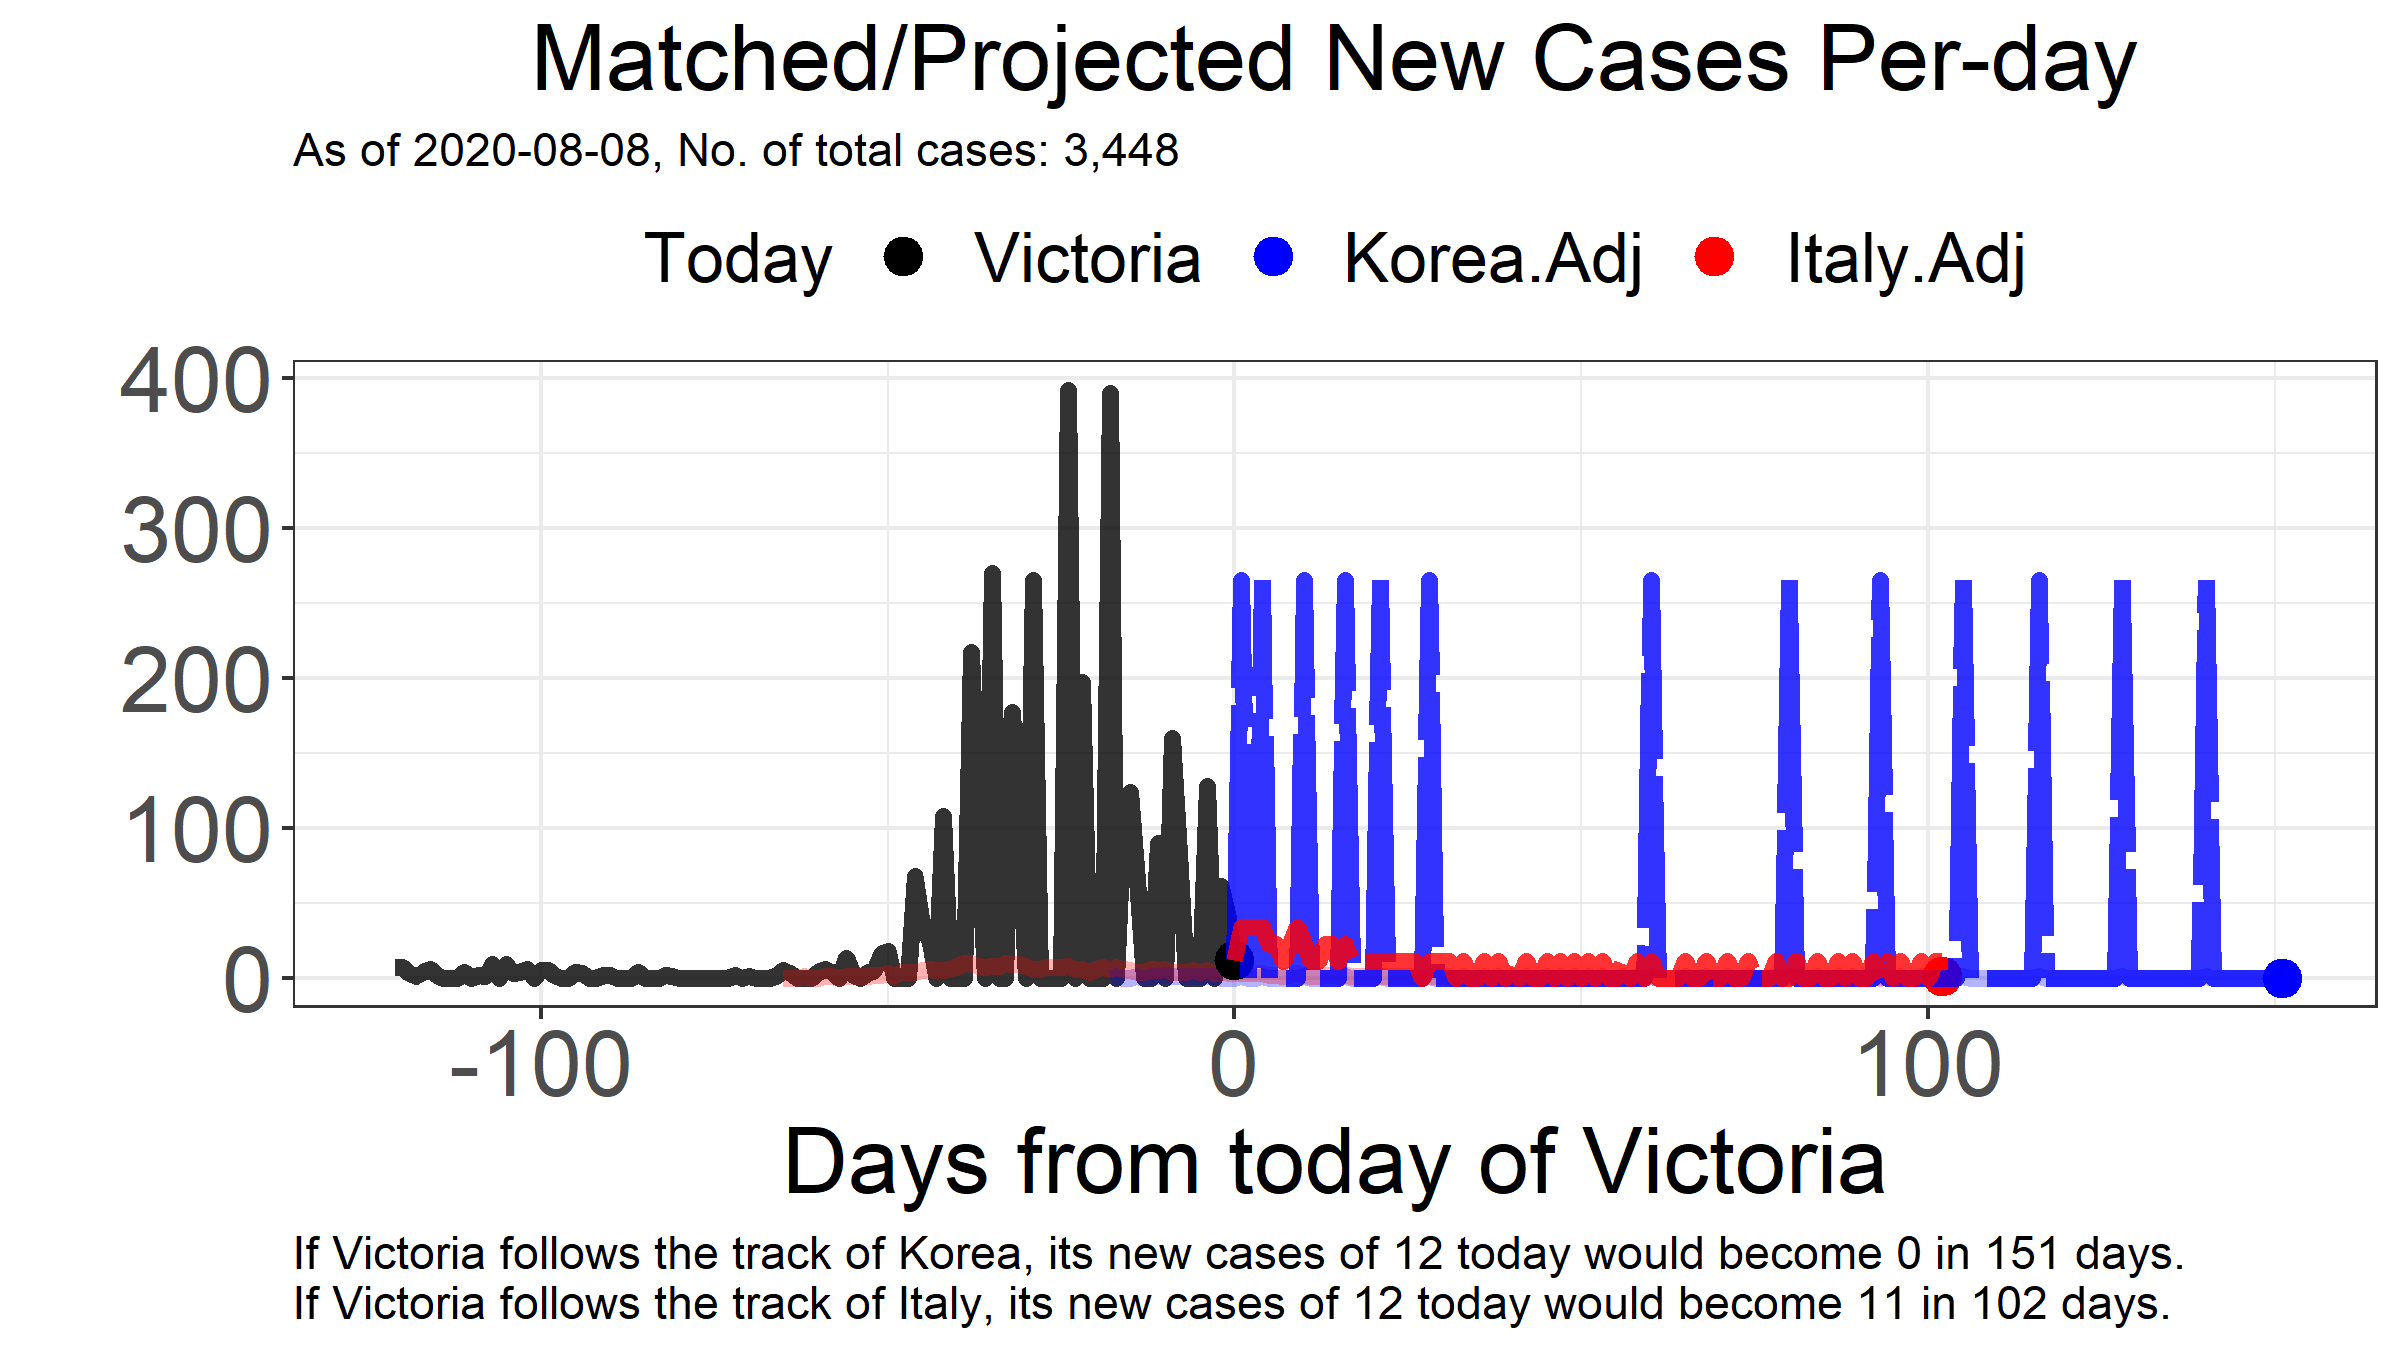 Matched/Projected New Cases Per-day
As of 2020-08-08, No. of total cases: 3,448
Today Victoria Korea.Adj Italy.Adj
400
300
200
100
0
-100 0 100
Days from today of Victoria
If Victoria follows the track of Korea, its new cases of 12 today would become 0 in 151 days.
If Victoria follows the track of Italy, its new cases of 12 today would become 11 in 102 days.